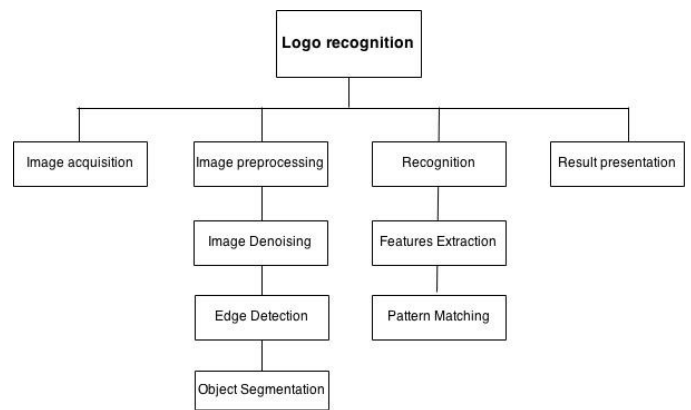 Logo recognition
Image acquisition
Image preprocessing
Recognition
Result presentation
Image Denoising
Features Extraction
Edge Detection
Pattern Matching
Object Segmentation